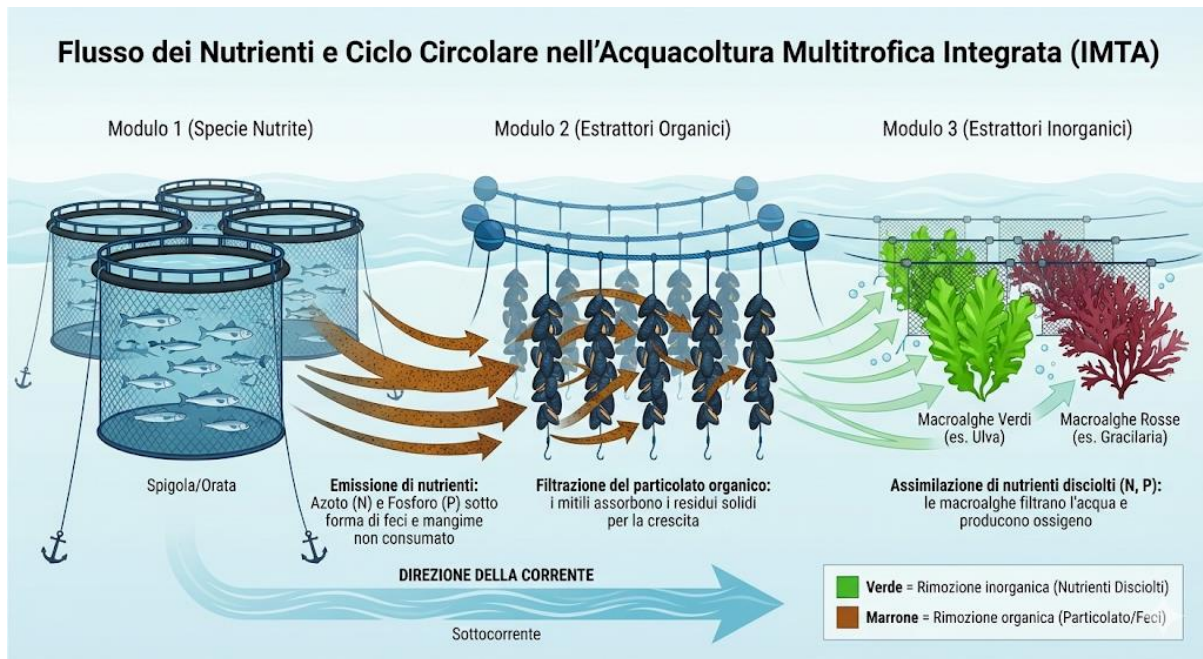 Flusso dei Nutrienti e Ciclo Circolare nell'Acquacoltura Multitrofica Integrata (IMTA)
Modulo 1 (Specie Nutrite)
Modulo 2 (Estrattori Organici)
Modulo 3 (Estrattori Inorganici)
Macroalghe Verdi
(es. Ulva)
Macroalghe Rosse
(es. Gracilaria)
Spigola/Orata
Emissione di nutrienti:
Azoto (N) e Fosforo (P) sotto
forma di feci e mangime
non consumato
Filtrazione del particolato organico:
i mitili assorbono i residui solidi
per la crescita
Assimilazione di nutrienti disciolti (N, P):
le macroalghe filtrano l'acqua e
producono ossigeno
DIREZIONE DELLA CORRENTE
Sottocorrente
Verde = Rimozione inorganica (Nutrienti Disciolti)
Marrone = Rimozione organica (Particolato/Feci)